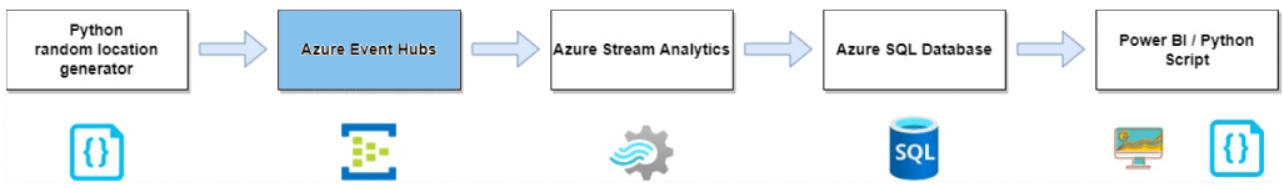 Python
random location
generator
Azure Event Hubs
Azure Stream Analytics
Azure SQL Database
Power BI / Python
Script
{}
SQL
{}